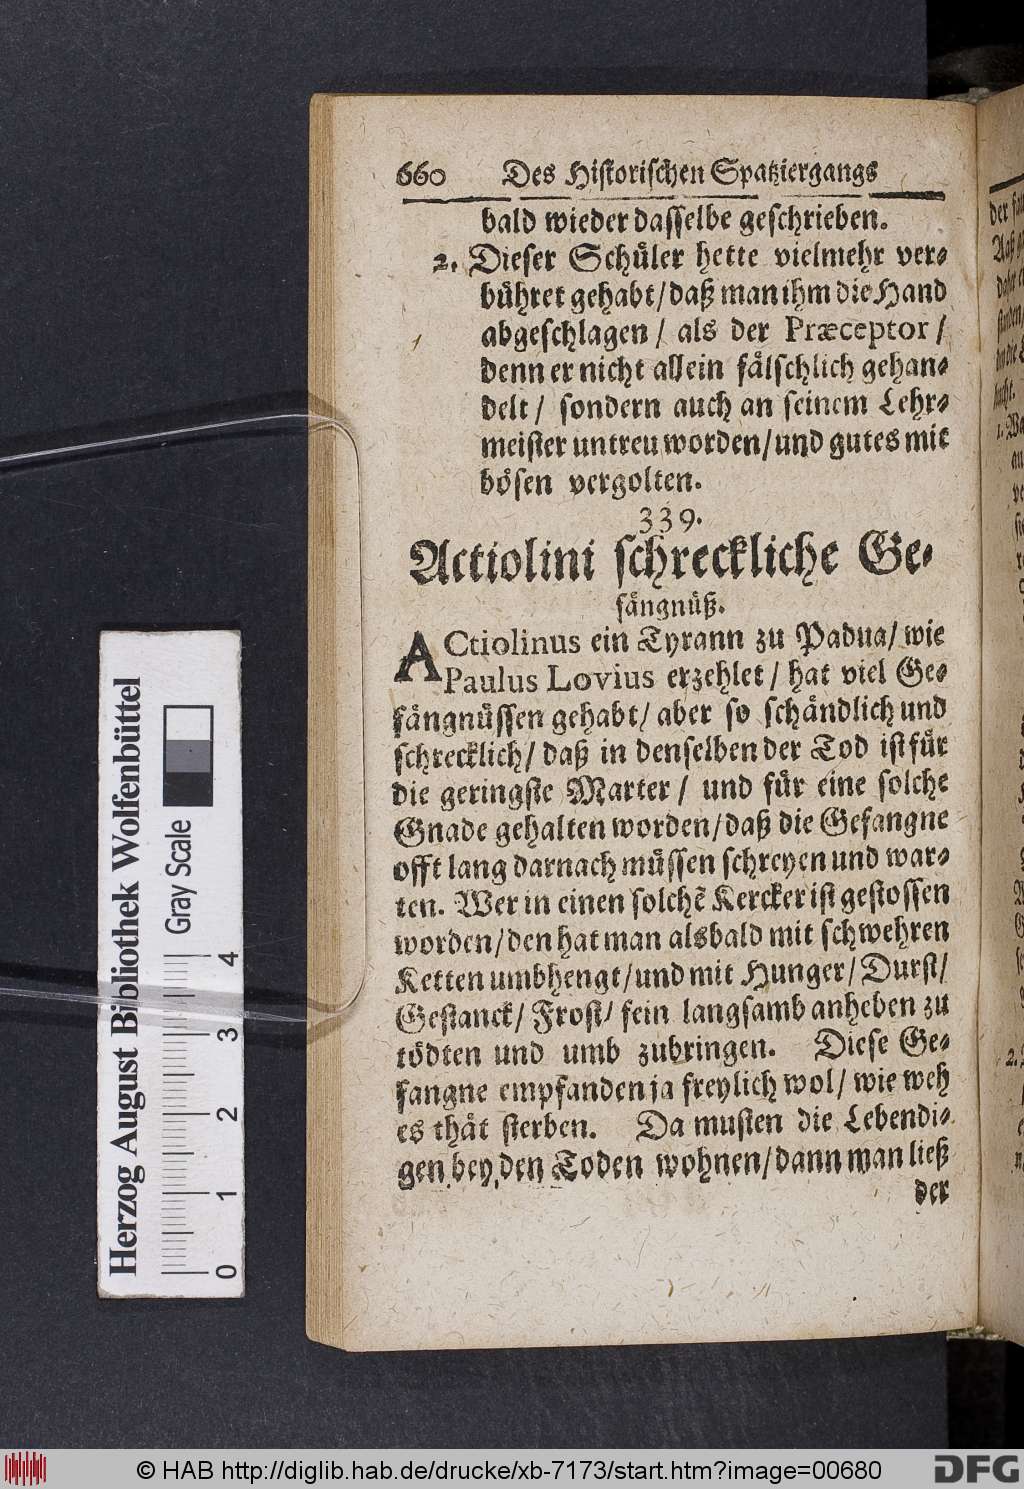 660 Des Historischen Spatziergangs
bald wieder dasselbe geschrieben.
2. Dieser Schüler hette vielmehr ver-
bühret gehabt/ daß man ihm die Hand
abgeschlagen/ als der Præceptor/
denn er nicht allein fälschlich gehan-
delt/ sondern auch an seinem Lehr-
meister untreu worden/ und gutes mit
bösen vergolten.
339.
Actiolini schreckliche Ge-
fängnüß.
ACtiolinus ein Tyrann zu Padua/ wie
Paulus Lovius erzehlet/ hat viel Ge-
fängnüssen gehabt/ aber so schändlich und
schrecklich/ daß in denselben der Tod ist für
die geringste Marter/ und für eine solche
Gnade gehalten worden/ daß die Gefangne
offt lang darnach müssen schreyen und war-
ten. Wer in einen solchẽ Kercker ist gestossen
worden/ den hat man alsbald mit schwehren
Ketten umbhengt/ und mit Hunger/ Durst/
Gestanck/ Frost/ fein langsamb anheben zu
tödten und umb zubringen. Diese Ge-
fangne empfanden ja freylich wol/ wie weh
es thät sterben. Da musten die Lebendi-
gen bey den Toden wohnen/ dann man ließ
der
Herzog August Bibliothek Wolfenbüttel
Gray Scale
0 1 2 3 4
© HAB http://diglib.hab.de/drucke/xb-7173/start.htm?image=00680
DFG